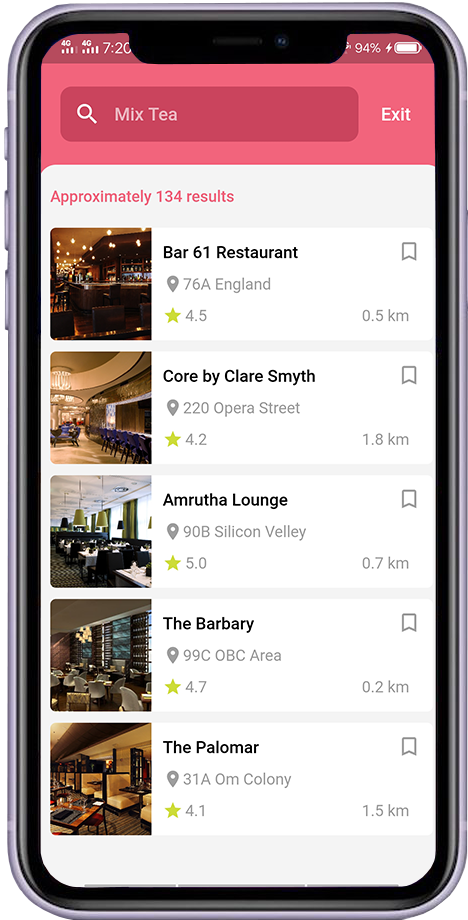 4G 4G 7:20 94%
Mix Tea Exit
Approximately 134 results
Bar 61 Restaurant
76A England
4.5 0.5 km
Core by Clare Smyth
220 Opera Street
4.2 1.8 km
Amrutha Lounge
90B Silicon Velley
5.0 0.7 km
The Barbary
99C OBC Area
4.7 0.2 km
The Palomar
31A Om Colony
4.1 1.5 km